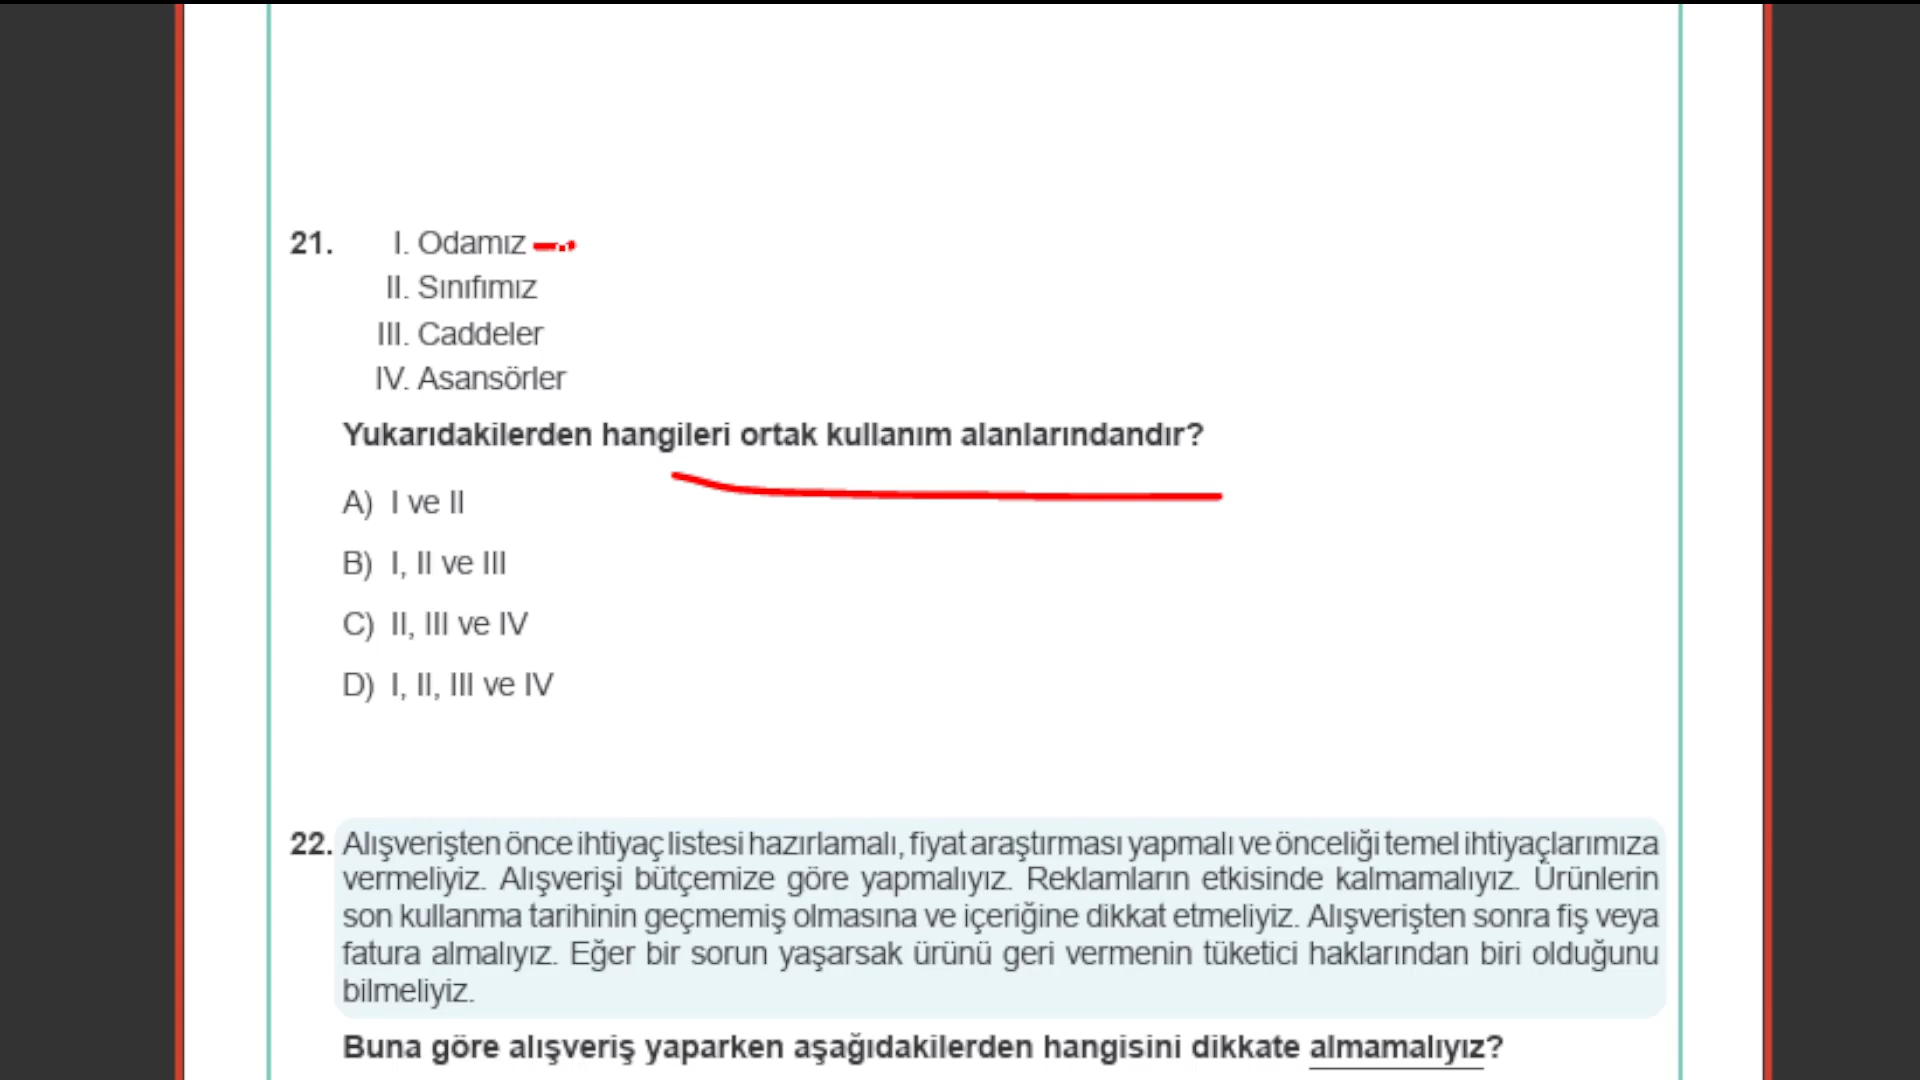 21. I. Odamız
II. Sınıfımız
III. Caddeler
IV. Asansörler
Yukarıdakilerden hangileri ortak kullanım alanlarındandır?
A) I ve II
B) I, II ve III
C) II, III ve IV
D) I, II, III ve IV
22. Alışverişten önce ihtiyaç listesi hazırlamalı, fiyat araştırması yapmalı ve önceliği temel ihtiyaçlarımıza
vermeliyiz. Alışverişi bütçemize göre yapmalıyız. Reklamların etkisinde kalmamalıyız. Ürünlerin
son kullanma tarihinin geçmemiş olmasına ve içeriğine dikkat etmeliyiz. Alışverişten sonra fiş veya
fatura almalıyız. Eğer bir sorun yaşarsak ürünü geri vermenin tüketici haklarından biri olduğunu
bilmeliyiz.
Buna göre alışveriş yaparken aşağıdakilerden hangisini dikkate almamalıyız?